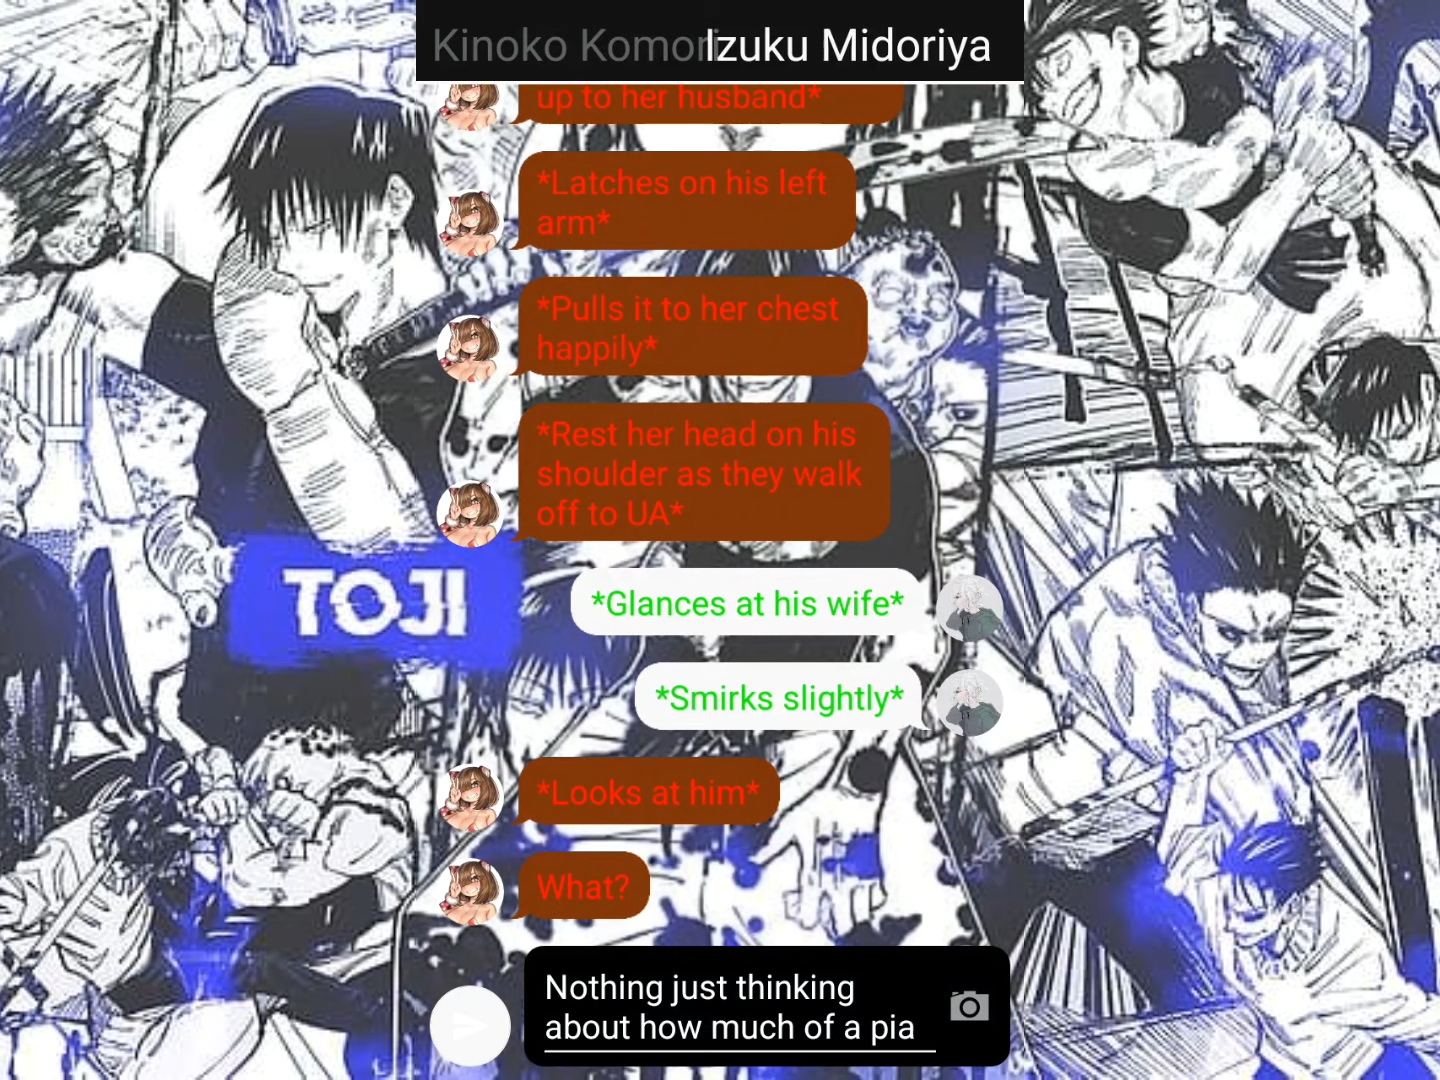 Kinoko Komori
Izuku Midoriya
up to her husband*
*Latches on his left
arm*
*Pulls it to her chest
happily*
*Rest her head on his
shoulder as they walk
off to UA*
TOJI
*Glances at his wife*
*Smirks slightly*
*Looks at him*
What?
Nothing just thinking
about how much of a pia